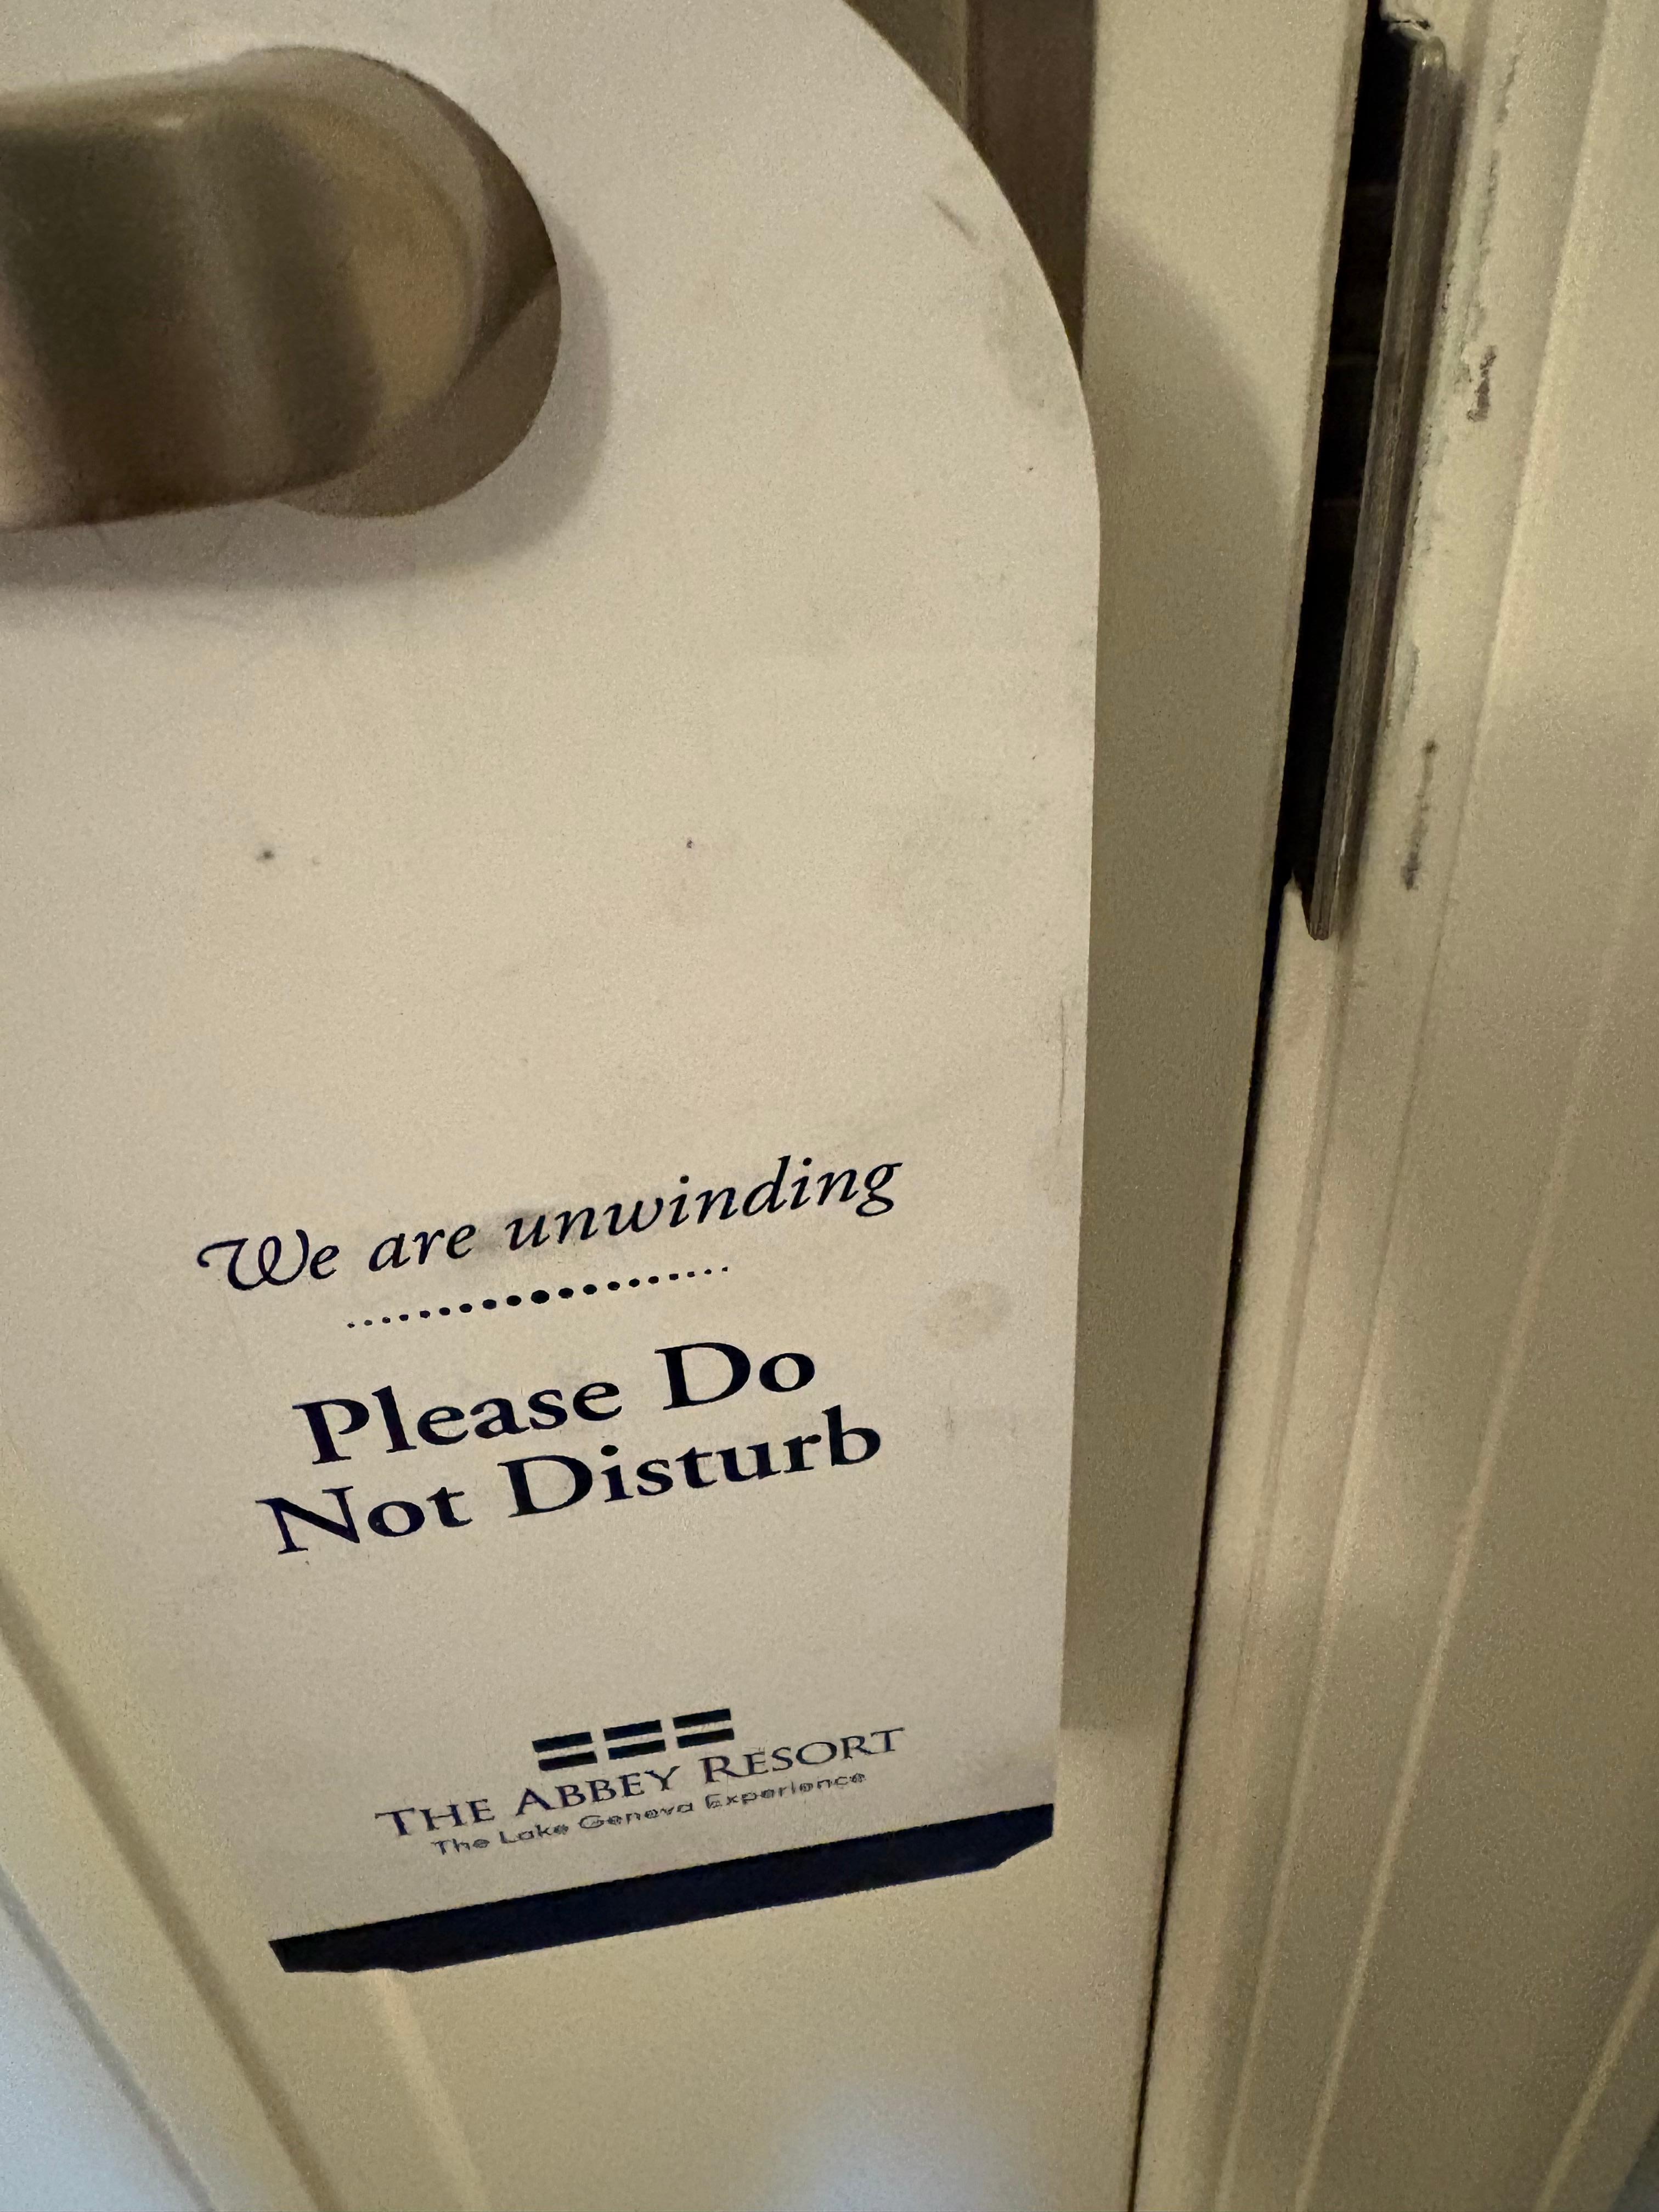 We are unwinding
Please Do
Not Disturb
THE ABBEY RESORT
The Lake Geneva Experience